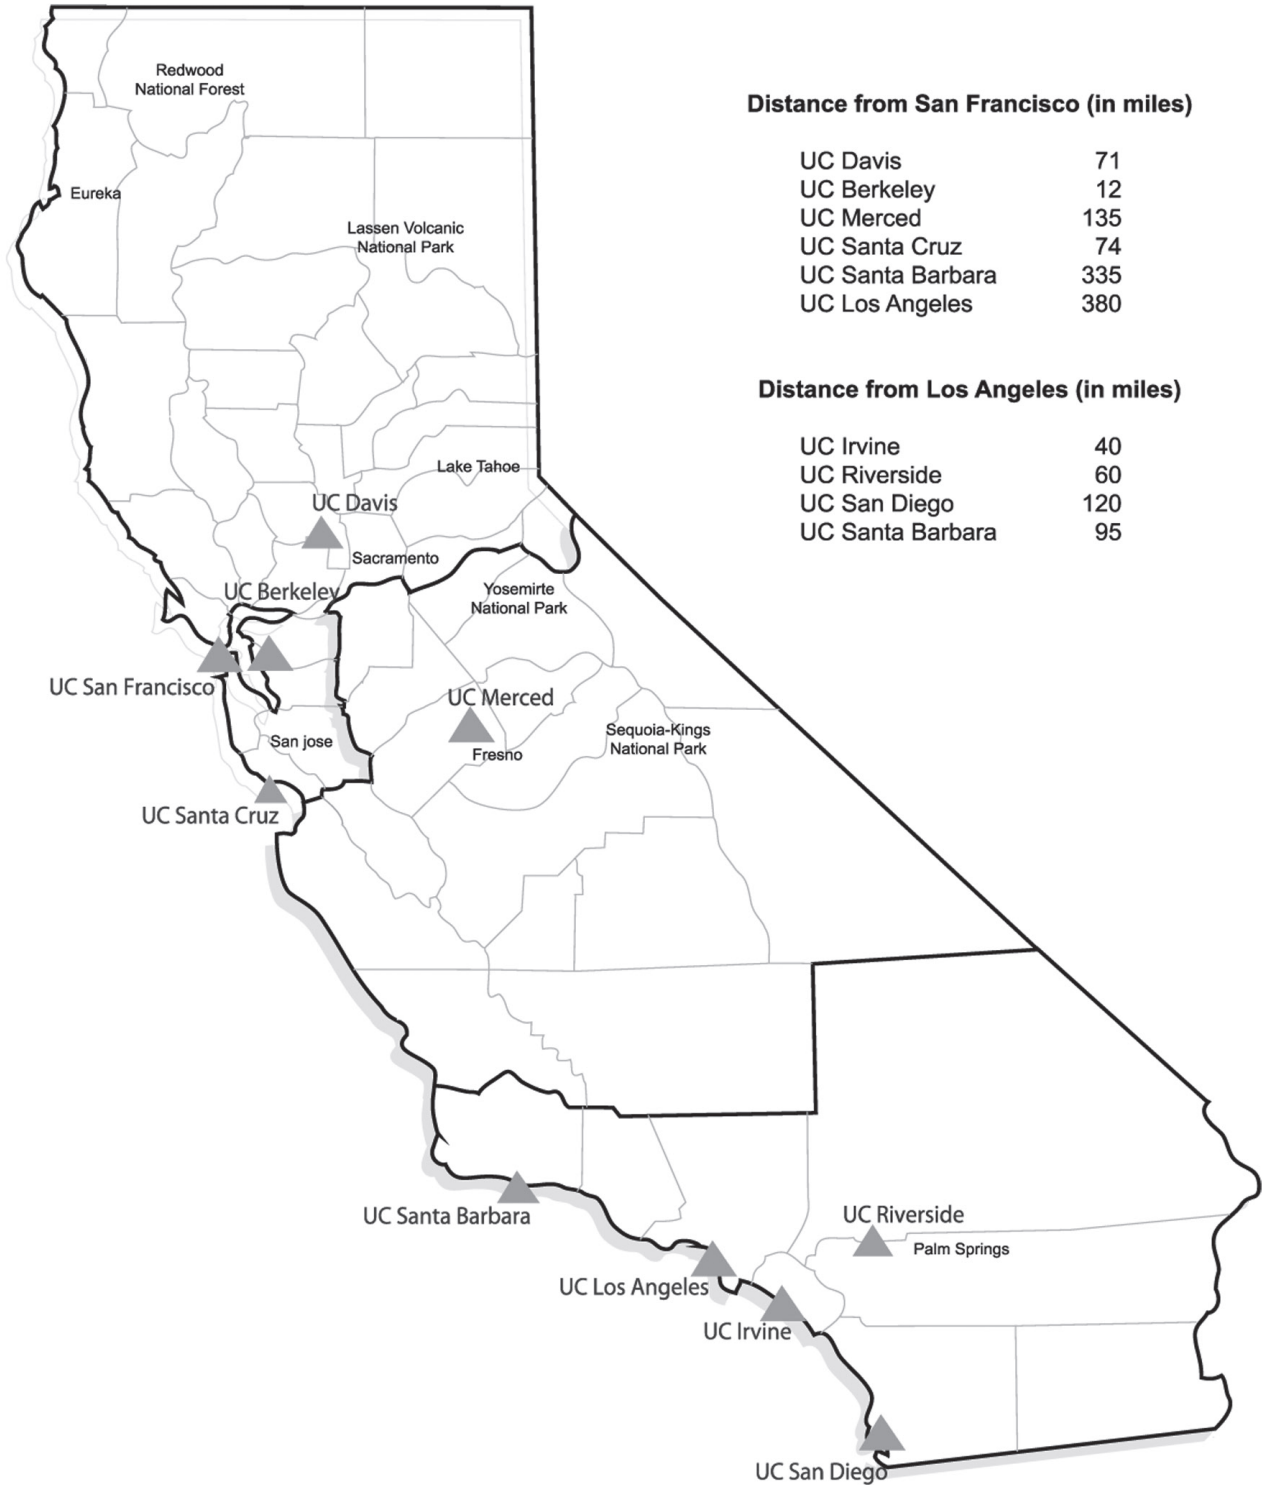 Redwood
National Forest
Eureka
Lassen Volcanic
National Park
Distance from San Francisco (in miles)
UC Davis 71
UC Berkeley 12
UC Merced 135
UC Santa Cruz 74
UC Santa Barbara 335
UC Los Angeles 380
Distance from Los Angeles (in miles)
UC Irvine 40
UC Riverside 60
UC San Diego 120
UC Santa Barbara 95
Lake Tahoe
UC Davis
Sacramento
UC Berkeley
Yosemirte
National Park
UC San Francisco
UC Merced
Fresno
Sequoia-Kings
National Park
San jose
UC Santa Cruz
UC Santa Barbara
UC Riverside
Palm Springs
UC Los Angeles
UC Irvine
UC San Diego